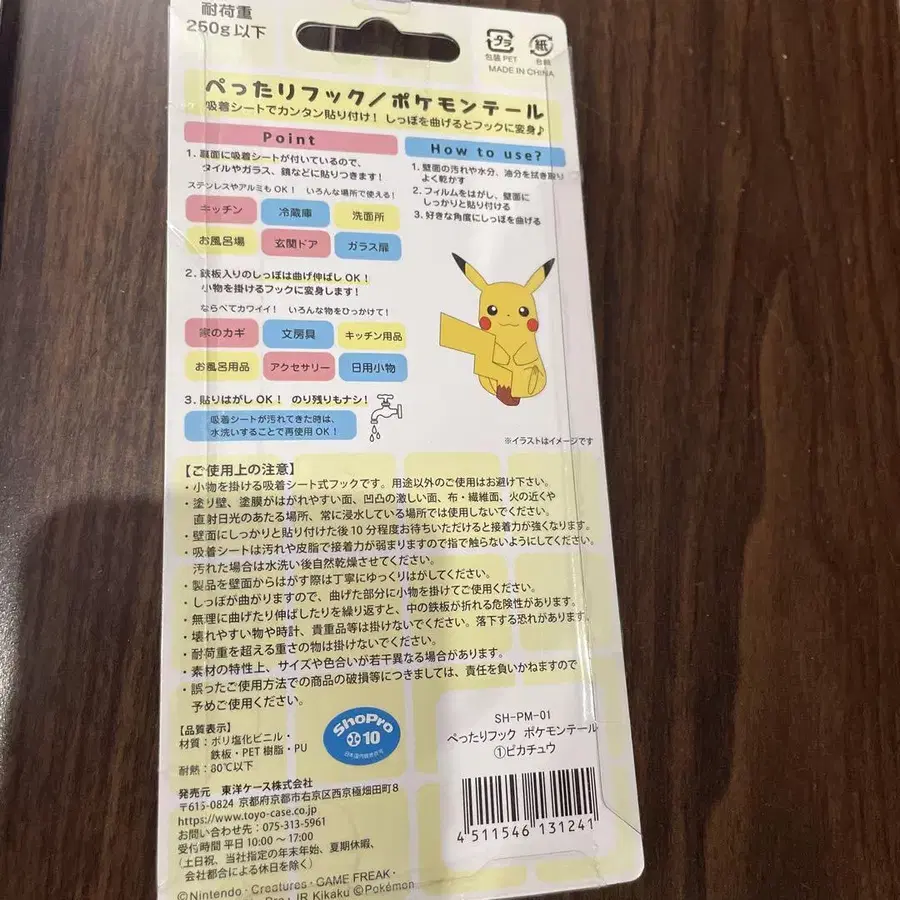 耐荷重
250g以下
プラ
包装 PET
紙
台紙
MADE IN CHINA
ぺったりフック/ポケモンテール
吸着シートでカンタン貼り付け! しっぽを曲げるとフックに変身♪
Point
1. 裏面に吸着シートが付いているので、
タイルやガラス、鏡などに貼りつきます!
ステンレスやアルミもOK! いろんな場所で使える!
キッチン
冷蔵庫
洗面所
お風呂場
玄関ドア
ガラス扉
2. 鉄板入りのしっぽは曲げ伸ばしOK!
小物を掛けるフックに変身します!
ならべてカワイイ! いろんな物をひっかけて!
家のカギ
文房具
キッチン用品
お風呂用品
アクセサリー
日用小物
3. 貼りはがしOK! のり残りもナシ!
吸着シートが汚れてきた時は、
水洗いすることで再使用OK!
How to use?
1. 壁面の汚れや水分、油分を拭き取り
よく乾かす
2. フィルムをはがし、壁面に
しっかりと貼り付ける
3. 好きな角度にしっぽを曲げる
※イラストはイメージです
【ご使用上の注意】
・小物を掛ける吸着シート式フックです。用途以外のご使用はお避け下さい。
・塗り壁、塗膜がはがれやすい面、凹凸の激しい面、布・繊維面、火の近くや
直射日光のあたる場所、常に浸水している場所では使用しないでください。
・壁面にしっかりと貼り付けた後10分程度お待ちいただけると接着力が強くなります。
・吸着シートは汚れや皮脂で接着力が弱まりますので指で触らないようにしてください。
汚れた場合は水洗い後自然乾燥させてください。
・製品を壁面からはがす際は丁寧にゆっくりはがしてください。
・しっぽが曲がりますので、曲げた部分に小物を掛けてご使用ください。
・無理に曲げたり伸ばしたりを繰り返すと、中の鉄板が折れる危険性があります。
・壊れやすい物や時計、貴重品等は掛けないでください。落下する恐れがあります。
・耐荷重を超える重さの物は掛けないでください。
・素材の特性上、サイズや色合いが若干異なる場合があります。
・誤ったご使用方法での商品の破損等につきましては、責任を負いかねますので
予めご使用ください。
【品質表示】
材質:ポリ塩化ビニル・
鉄板・PET樹脂・PU
耐熱:80℃以下
ShoPro
10
日本国内販売許可
発売元 東洋ケース株式会社
〒615-0824 京都府京都市右京区西京極畑田町8
https://www.toyo-case.co.jp
お問い合わせ先:075-313-5961
受付時間 平日10:00〜17:00
(土日祝、当社指定の年末年始、夏期休暇、
会社都合による休日を除く)
SH-PM-01
ぺったりフック ポケモンテール
①ピカチュウ
4 511546 131241
©Nintendo・Creatures・GAME FREAK・
Pro・JR Kikaku ©Pokémon